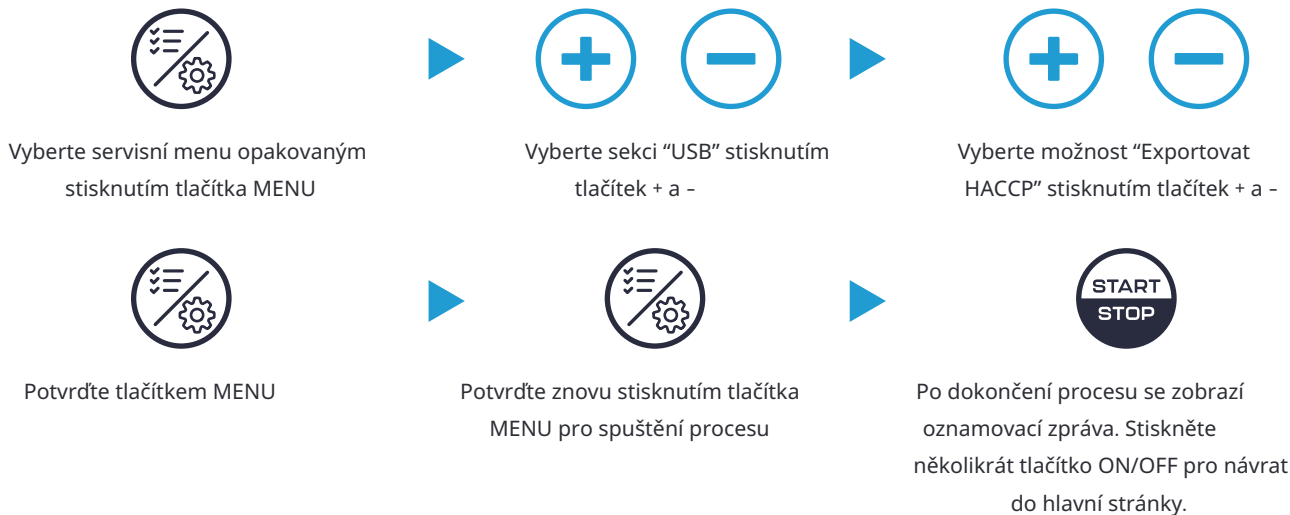 Vyberte servisní menu opakovaným
stisknutím tlačítka MENU
Vyberte sekci “USB” stisknutím
tlačítek + a -
Vyberte možnost “Exportovat
HACCP” stisknutím tlačítek + a -
START
STOP
Potvrďte tlačítkem MENU
Potvrďte znovu stisknutím tlačítka
MENU pro spuštění procesu
Po dokončení procesu se zobrazí
oznamovací zpráva. Stiskněte
několikrát tlačítko ON/OFF pro návrat
do hlavní stránky.